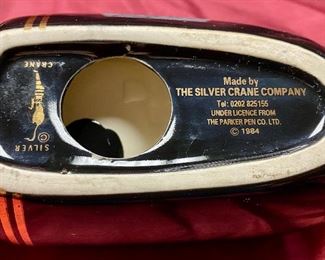 CRANE
SILVER
Made by
THE SILVER CRANE COMPANY
Tel: 0202 825155
UNDER LICENCE FROM
THE PARKER PEN CO. LTD.
© 1984